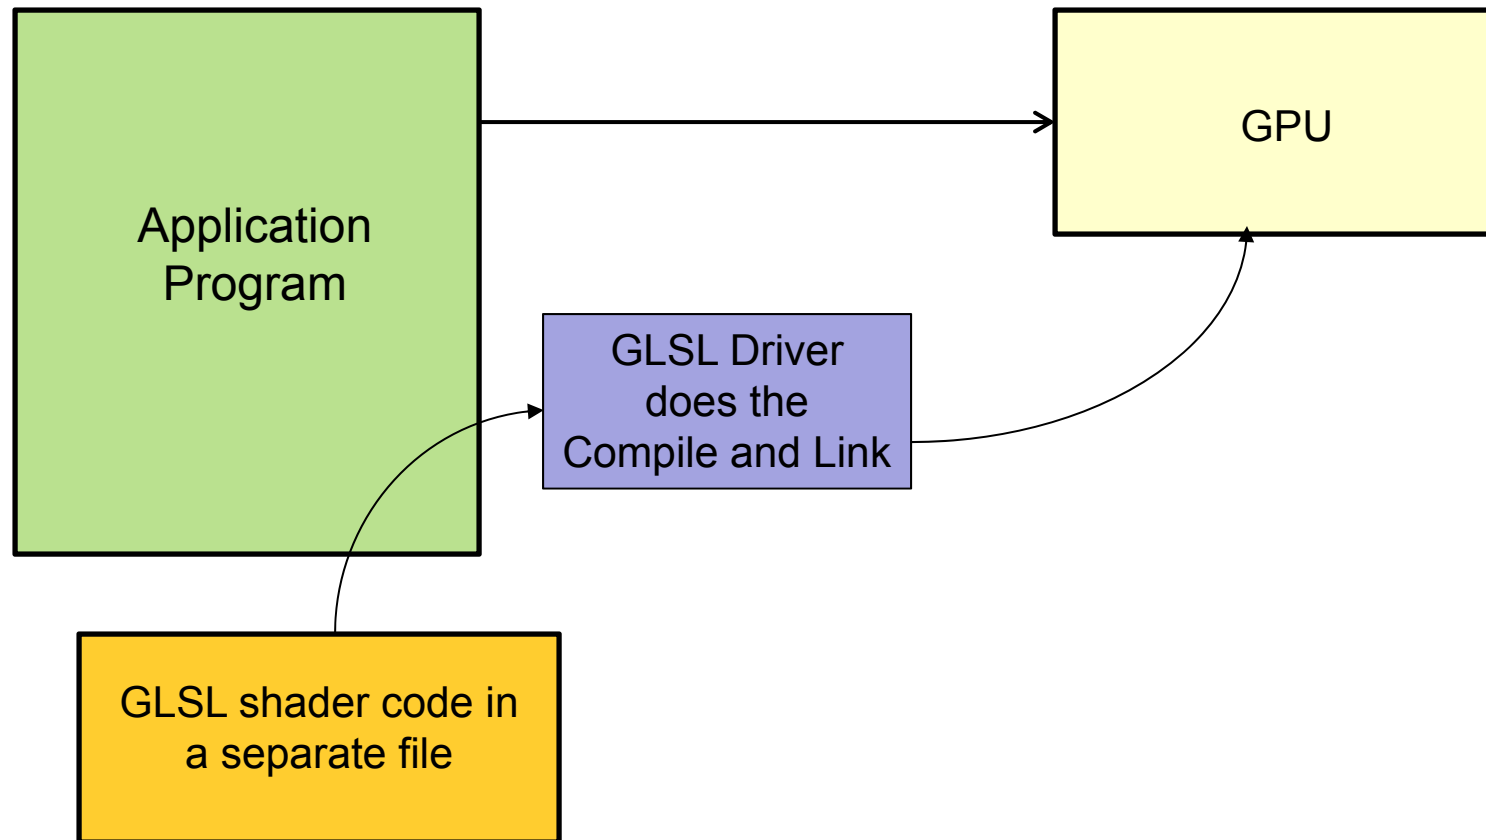 Application
Program
GPU
GLSL Driver
does the
Compile and Link
GLSL shader code in
a separate file